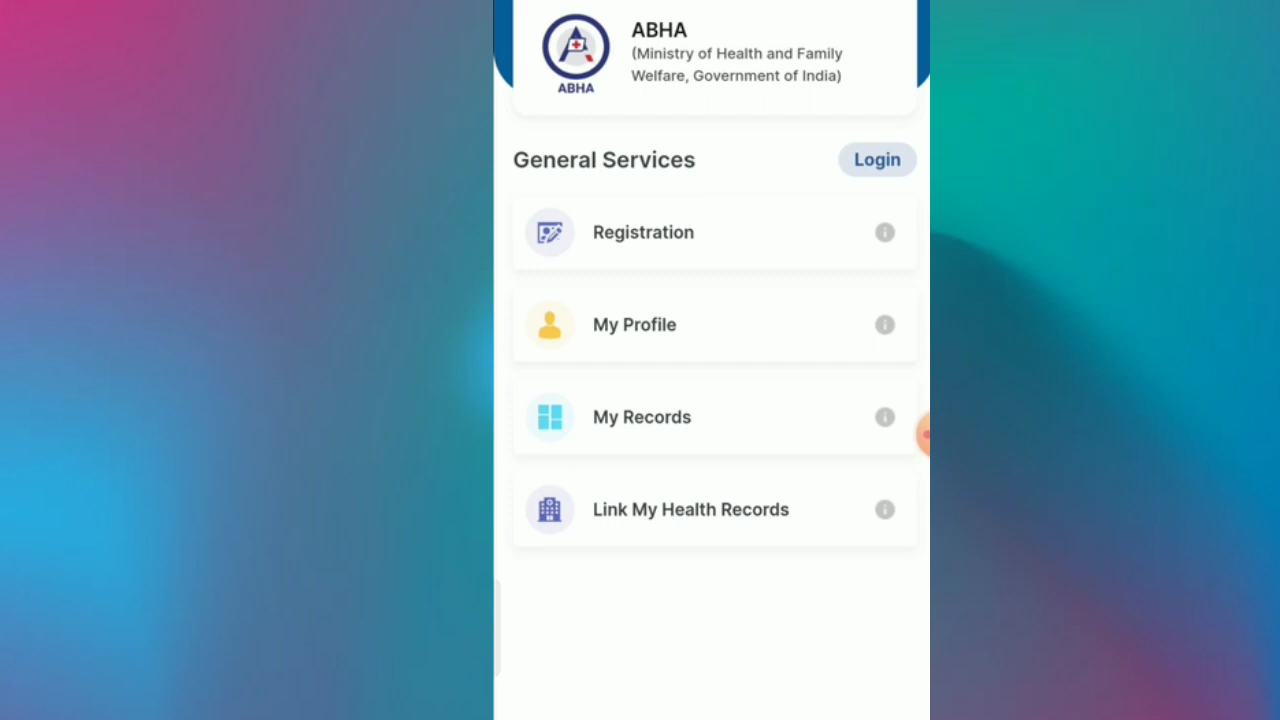 ABHA
(Ministry of Health and Family
Welfare, Government of India)
ABHA
General Services
Login
Registration
My Profile
My Records
Link My Health Records